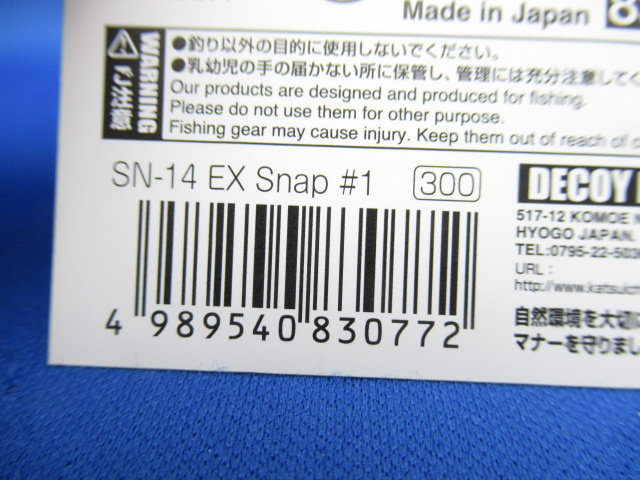 Made in Japan
WARNING
●釣り以外の目的に使用しないでください。
●乳幼児の手の届かない所に保管し、管理には充分注意してく
Our products are designed and produced for fishing.
Please do not use them for other purpose.
Fishing gear may cause injury. Keep them out of reach of c
SN-14 EX Snap #1 300
DECOY
517-12 KOMOE
HYOGO JAPAN.
TEL:0795-22-503
URL :
http://www.katsuic
4 989540 830772
自然環境を大切に
マナーを守りまし